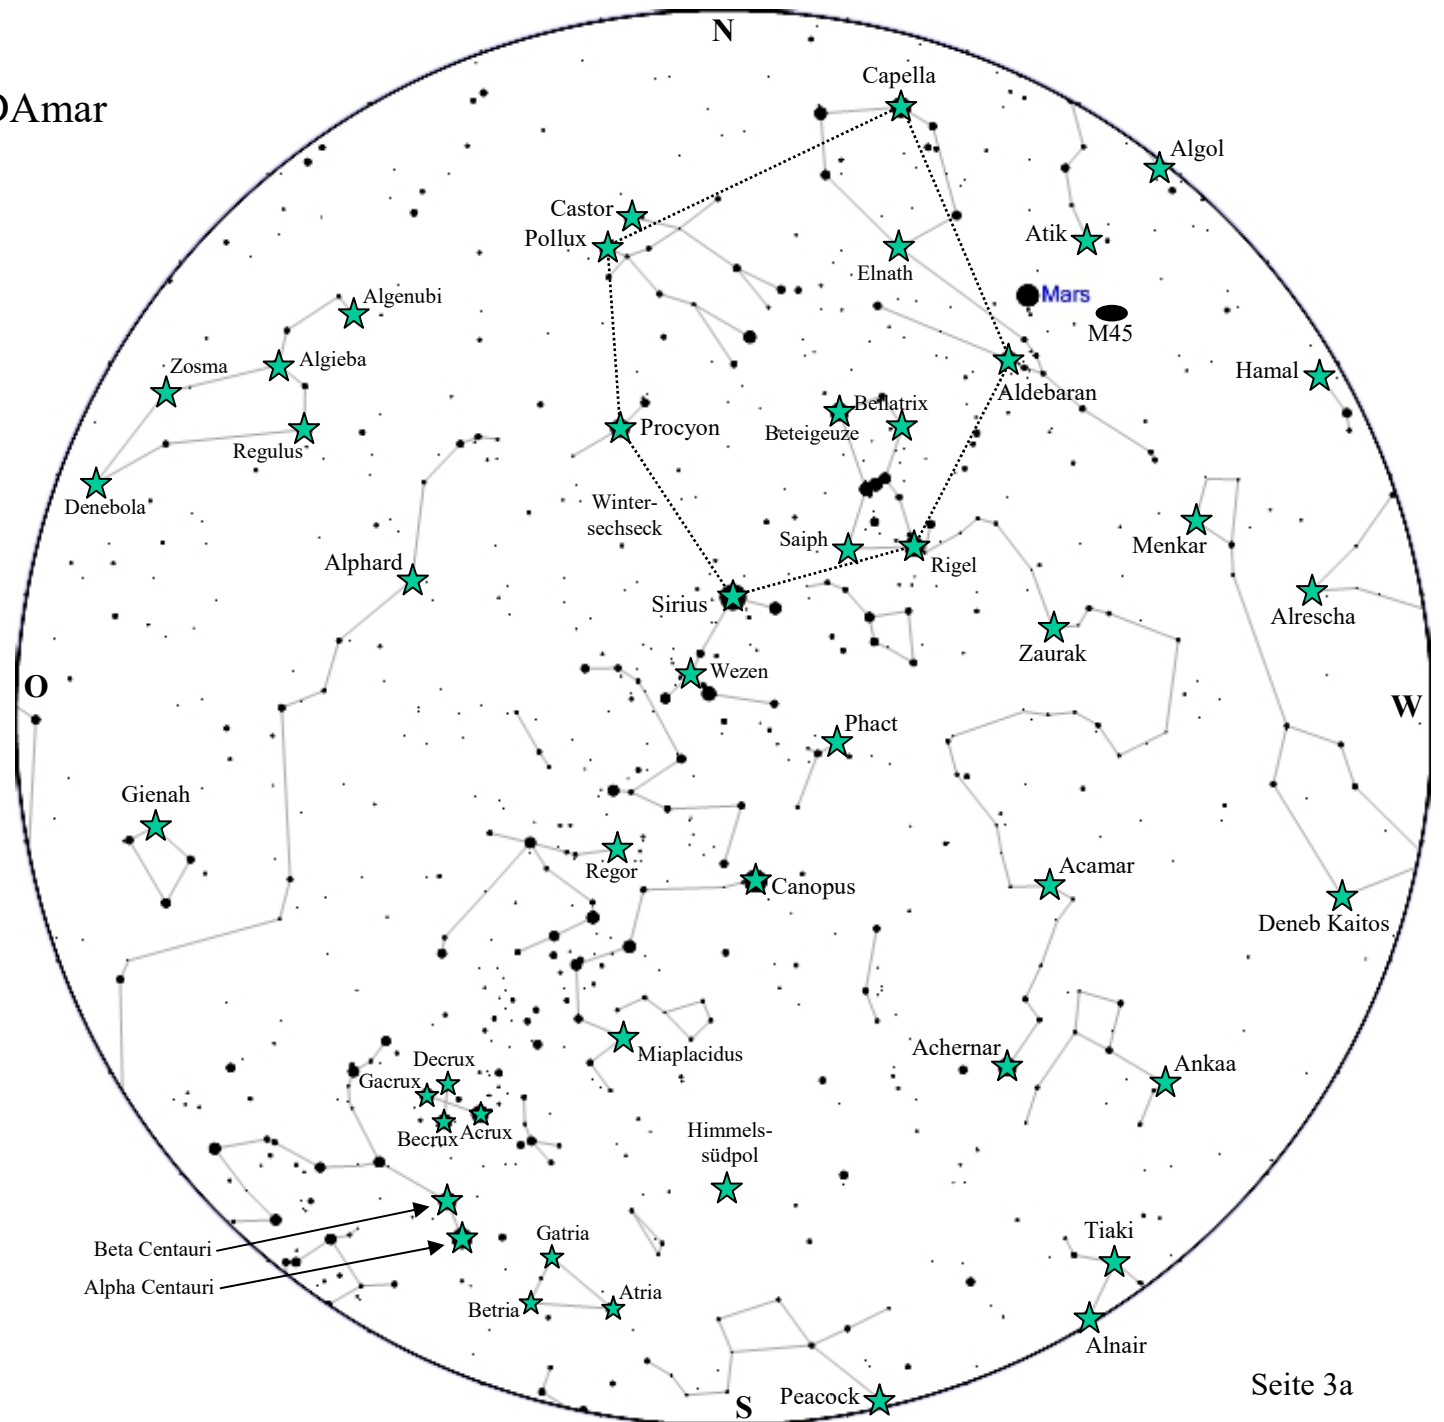 N
Capella
DAmar
Algol
Castor
Pollux
Atik
Elnath
Algenubi
Mars
M45
Zosma
Algieba
Hamal
Aldebaran
Bellatrix
Beteigeuze
Procyon
Regulus
Denebola
Winter-
sechseck
Saiph
Rigel
Menkar
Alphard
Sirius
Alrescha
Zaurak
Wezen
O
W
Phact
Gienah
Regor
Canopus
Acamar
Deneb Kaitos
Miaplacidus
Achernar
Ankaa
Decrux
Gacrux
Becrux
Acrux
Himmels-
südpol
Beta Centauri
Alpha Centauri
Gatria
Betria
Atria
Tiaki
Alnair
Peacock
S
Seite 3a